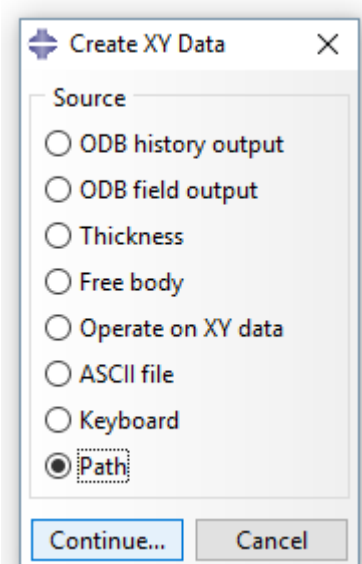 Create XY Data
Source
ODB history output
ODB field output
Thickness
Free body
Operate on XY data
ASCII file
Keyboard
Path
Continue...
Cancel